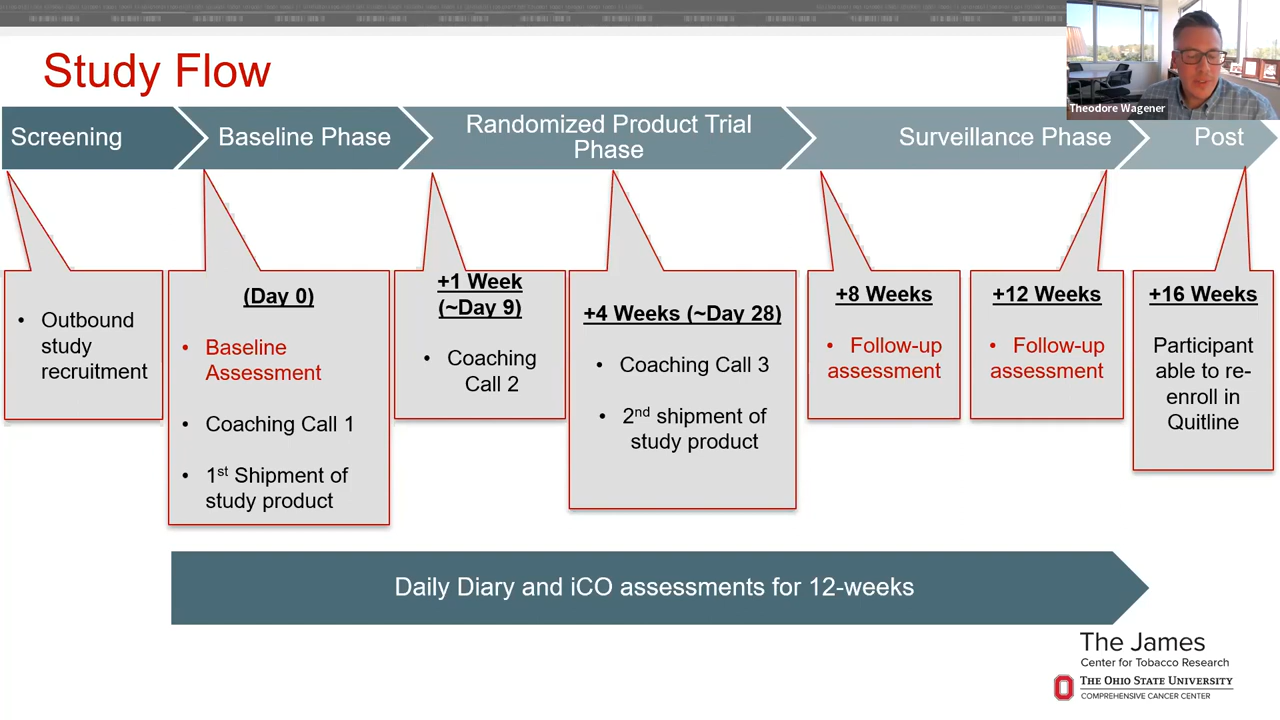 Study Flow
Theodore Wagener
Screening
Baseline Phase
Randomized Product Trial
Phase
Surveillance Phase
Post
• Outbound
study
recruitment
(Day 0)
• Baseline
Assessment
• Coaching Call 1
• 1st Shipment of
study product
+1 Week
(~Day 9)
• Coaching
Call 2
+4 Weeks (~Day 28)
• Coaching Call 3
• 2nd shipment of
study product
+8 Weeks
• Follow-up
assessment
+12 Weeks
• Follow-up
assessment
+16 Weeks
Participant
able to re-
enroll in
Quitline
Daily Diary and iCO assessments for 12-weeks
The James
Center for Tobacco Research
THE OHIO STATE UNIVERSITY
COMPREHENSIVE CANCER CENTER